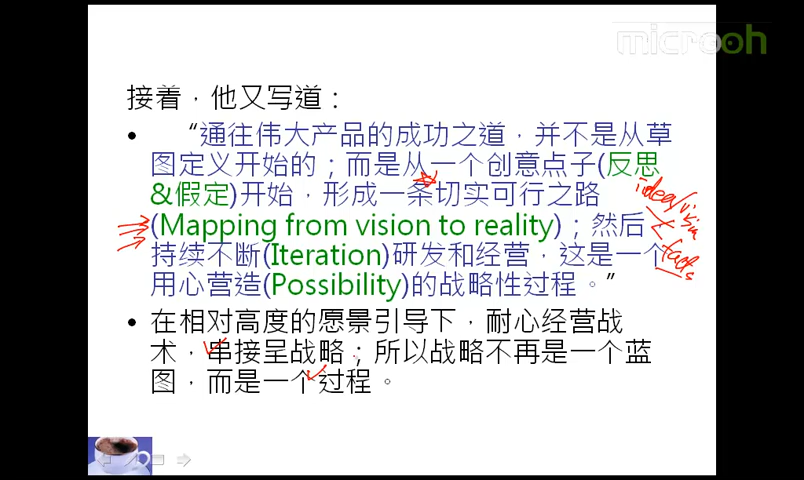 microoh
接着，他又写道：
• “通往伟大产品的成功之道，并不是从草
图定义开始的；而是从一个创意点子(反思
&假定)开始，形成一条切实可行之路
(Mapping from vision to reality)；然后
持续不断(Iteration)研发和经营，这是一个
用心营造(Possibility)的战略性过程。”
idea/visin
facts
• 在相对高度的愿景引导下，耐心经营战
术，串接呈战略；所以战略不再是一个蓝
图，而是一个过程。